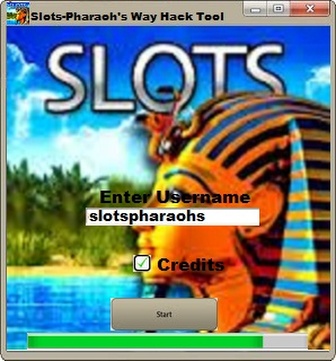 Slots-Pharaoh's Way Hack Tool
SLOTS
Enter Username
slotspharaohs
Credits
Start